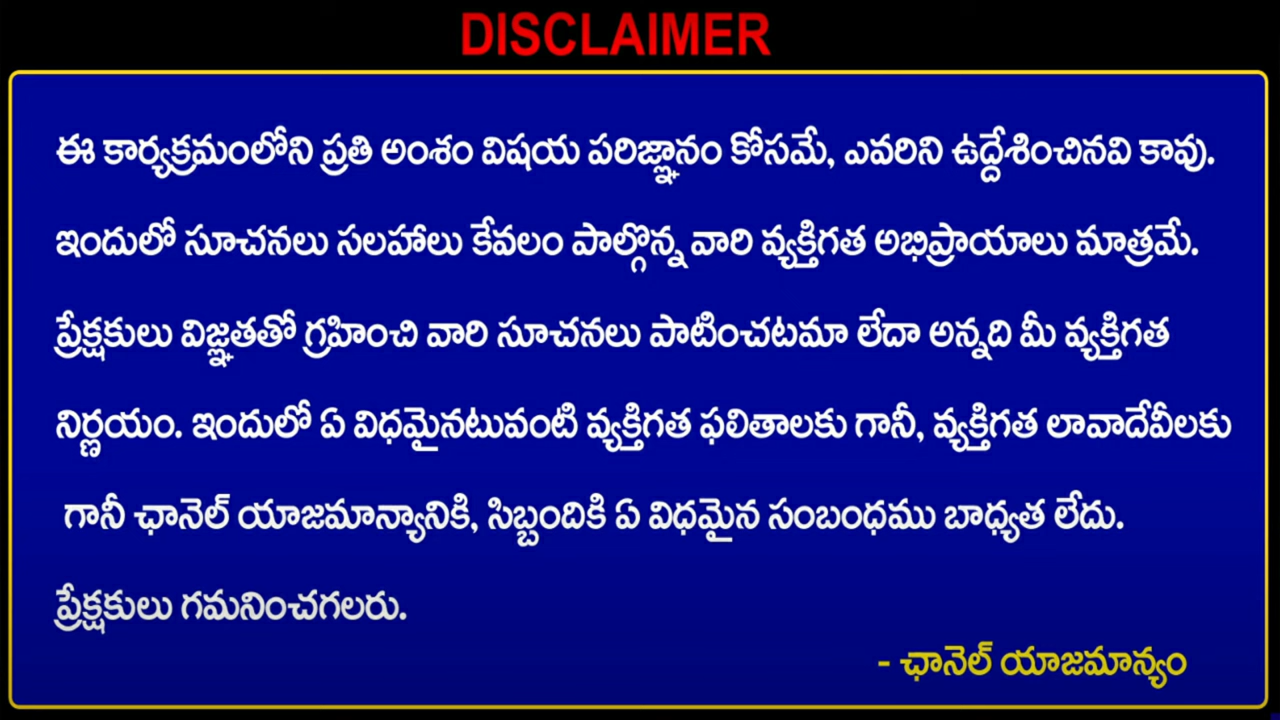 DISCLAIMER
ఈ కార్యక్రమంలోని ప్రతి అంశం విషయ పరిజ్ఞానం కోసమే, ఎవరిని ఉద్దేశించినవి కావు.
ఇందులో సూచనలు సలహాలు కేవలం పాల్గొన్న వారి వ్యక్తిగత అభిప్రాయాలు మాత్రమే.
ప్రేక్షకులు విజ్ఞతతో గ్రహించి వారి సూచనలు పాటించటమా లేదా అన్నది మీ వ్యక్తిగత
నిర్ణయం. ఇందులో ఏ విధమైనటువంటి వ్యక్తిగత ఫలితాలకు గానీ, వ్యక్తిగత లావాదేవీలకు
గానీ ఛానెల్ యాజమాన్యానికి, సిబ్బందికి ఏ విధమైన సంబంధము బాధ్యత లేదు.
ప్రేక్షకులు గమనించగలరు.
- ఛానెల్ యాజమాన్యం